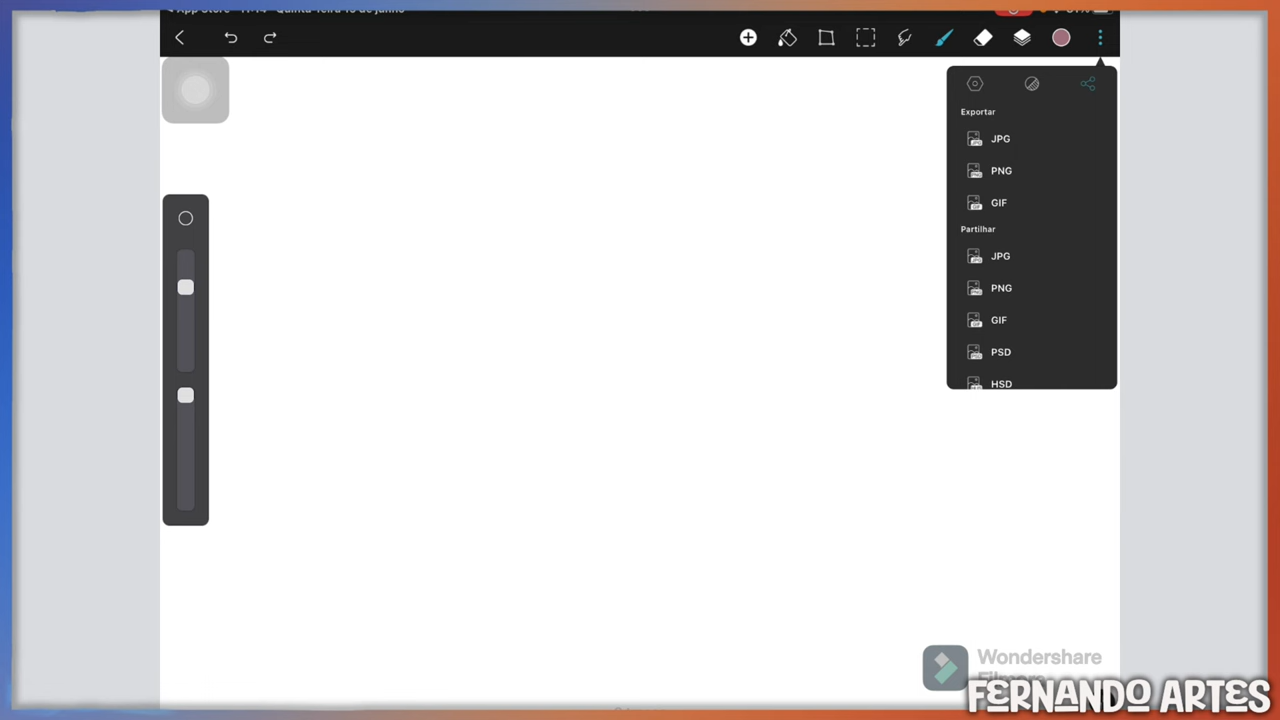 Exportar
JPG
PNG
GIF
Partilhar
JPG
PNG
GIF
PSD
HSD
Wondershare
FERNANDO ARTES